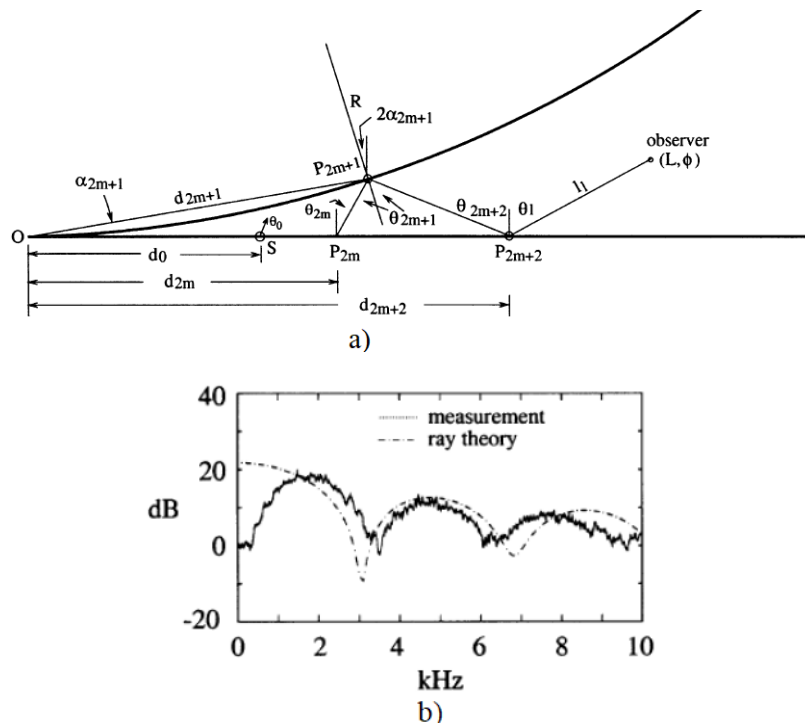 R
2α2m+1
P2m+1
observer
(L,ϕ)
α2m+1
d2m+1
l1
θ2m
θ2m+1
θ2m+2
θ1
O
θ0
S
P2m
P2m+2
d0
d2m
d2m+2
a)
40
measurement
ray theory
20
dB
0
-20
0 2 4 6 8 10
kHz
b)